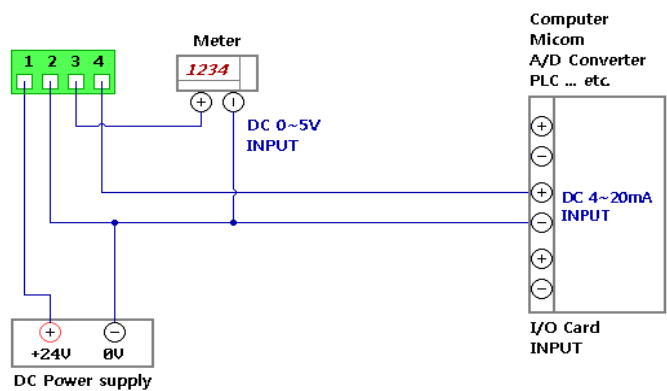 1 2 3 4
Meter
1234
+ −
DC 0~5V
INPUT
Computer
Micom
A/D Converter
PLC ... etc.
+
−
+
−
+
−
DC 4~20mA
INPUT
I/O Card
INPUT
+ −
+24V 0V
DC Power supply